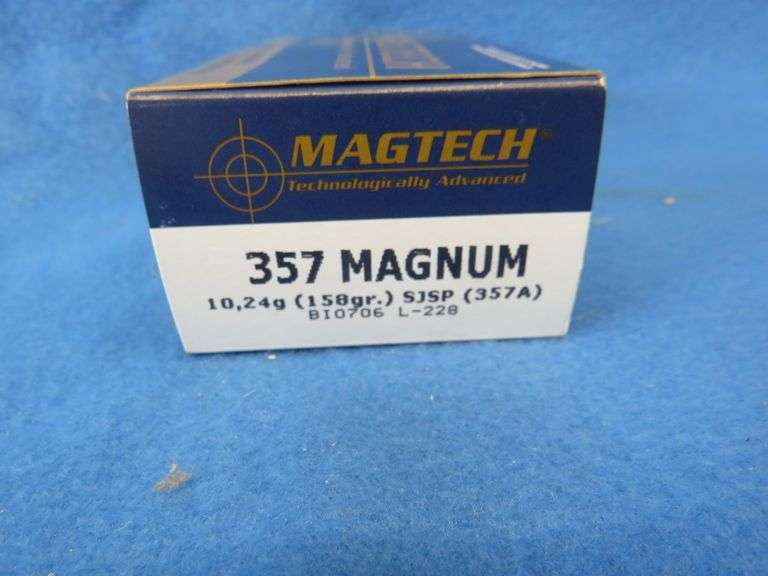 MAGTECH®
Technologically Advanced
357 MAGNUM
10,24g (158gr.) SJSP (357A)
BI0706 L-228